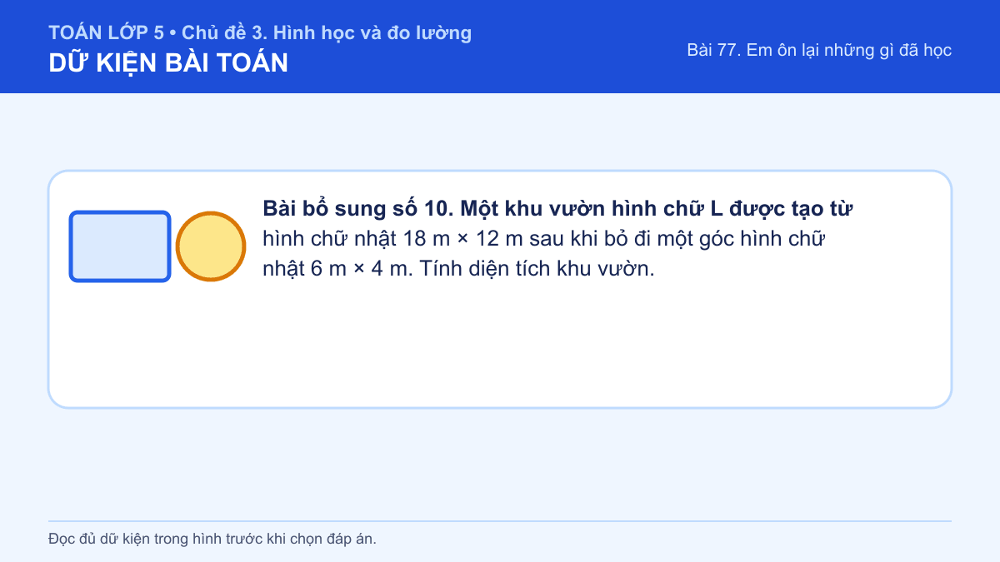 TOÁN LỚP 5 • Chủ đề 3. Hình học và đo lường
DỮ KIỆN BÀI TOÁN
Bài 77. Em ôn lại những gì đã học
Bài bổ sung số 10. Một khu vườn hình chữ L được tạo từ
hình chữ nhật 18 m × 12 m sau khi bỏ đi một góc hình chữ
nhật 6 m × 4 m. Tính diện tích khu vườn.
Đọc đủ dữ kiện trong hình trước khi chọn đáp án.